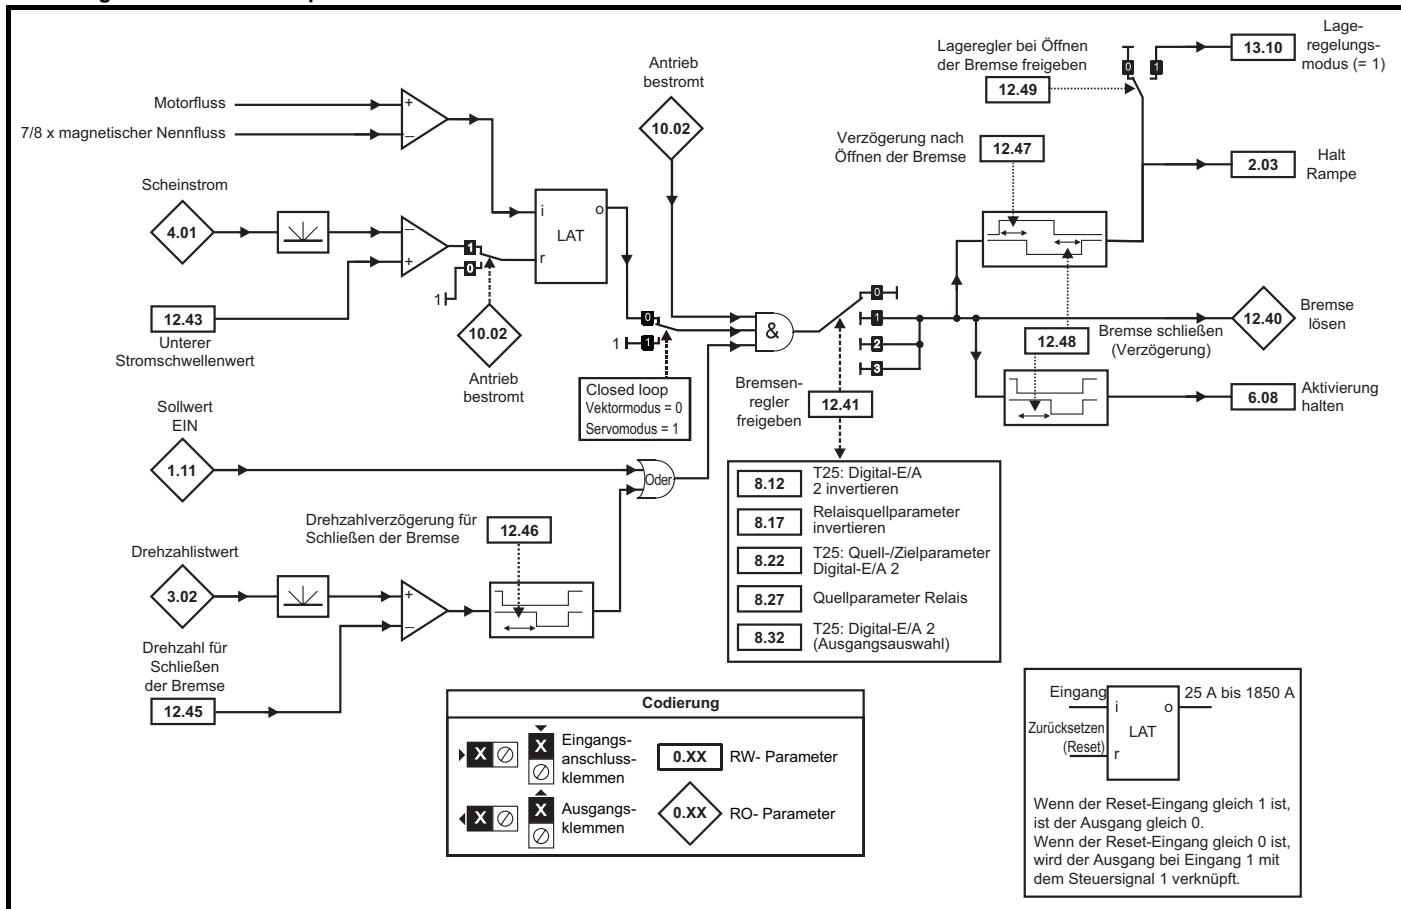 Motorfluss
7/8 x magnetischer Nennfluss
+
–
Scheinstrom
4.01
–
+
12.43
Unterer
Stromschwellenwert
1
0
1
10.02
Antrieb
bestromt
i
o
LAT
r
Antrieb
bestromt
10.02
0
1
1
Closed loop
Vektormodus = 0
Servomodus = 1
&
Sollwert
EIN
1.11
Oder
Drehzahlverzögerung für
Schließen der Bremse
12.46
Drehzahlistwert
3.02
+
–
Drehzahl für
Schließen
der Bremse
12.45
Bremsen-
regler
freigeben
12.41
0
1
2
3
8.12
T25: Digital-E/A
2 invertieren
8.17
Relaisquellparameter
invertieren
8.22
T25: Quell-/Zielparameter
Digital-E/A 2
8.27
Quellparameter Relais
8.32
T25: Digital-E/A 2
(Ausgangsauswahl)
Lageregler bei Öffnen
der Bremse freigeben
12.49
0
1
13.10
Lage-
regelungs-
modus (= 1)
Verzögerung nach
Öffnen der Bremse
12.47
2.03
Halt
Rampe
12.48
Bremse schließen
(Verzögerung)
12.40
Bremse
lösen
6.08
Aktivierung
halten
Codierung
X
X
Eingangs-
anschluss-
klemmen
0.XX
RW- Parameter
X
X
Ausgangs-
klemmen
0.XX
RO- Parameter
Eingang
i
o
25 A bis 1850 A
Zurücksetzen
(Reset)
LAT
r
Wenn der Reset-Eingang gleich 1 ist,
ist der Ausgang gleich 0.
Wenn der Reset-Eingang gleich 0 ist,
wird der Ausgang bei Eingang 1 mit
dem Steuersignal 1 verknüpft.